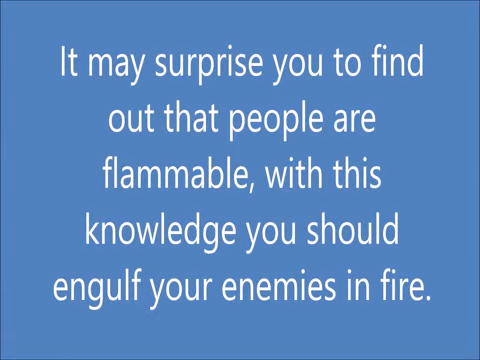 It may surprise you to find
out that people are
flammable, with this
knowledge you should
engulf your enemies in fire.